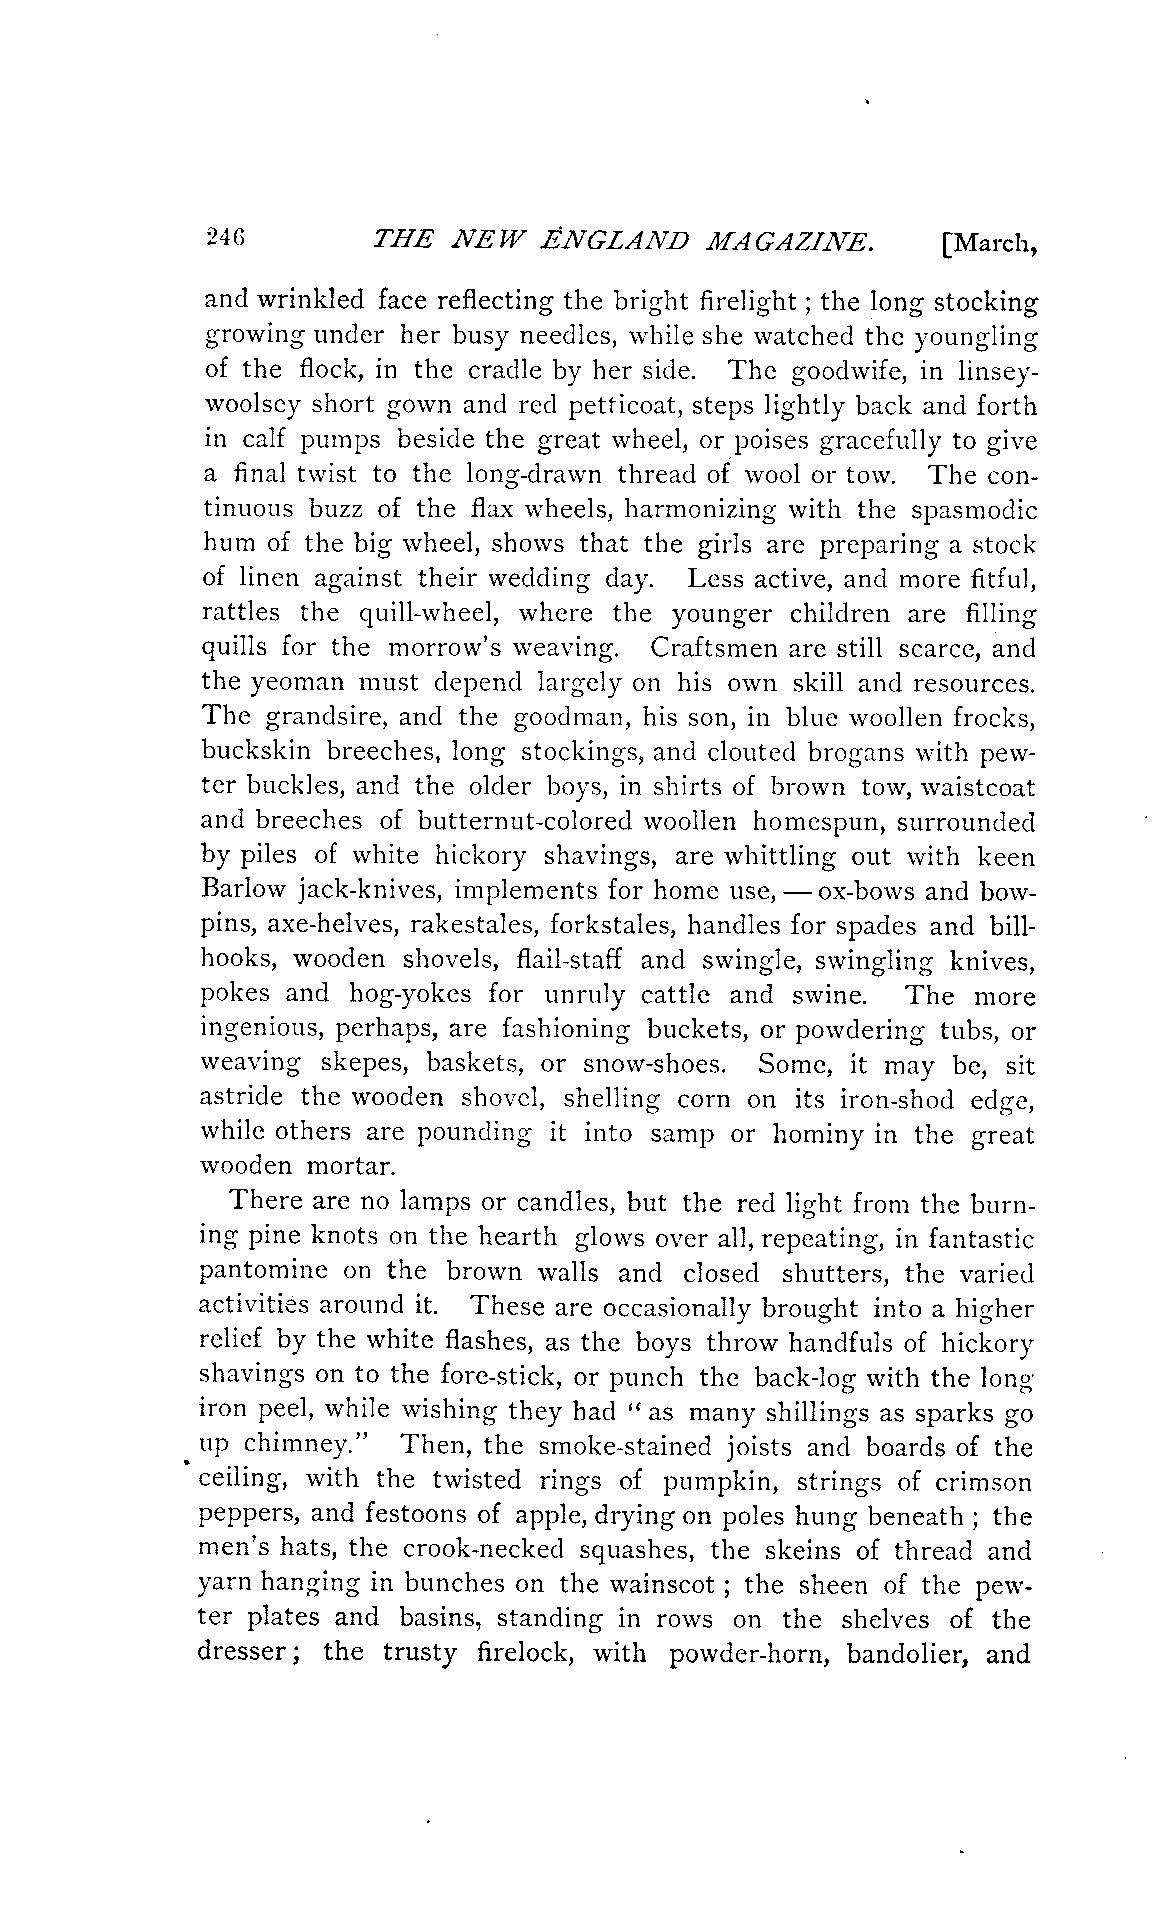 246 THE NEW ENGLAND MAGAZINE. [March,
and wrinkled face reflecting the bright firelight ; the long stocking
growing under her busy needles, while she watched the youngling
of the flock, in the cradle by her side. The goodwife, in linsey-
woolsey short gown and red petticoat, steps lightly back and forth
in calf pumps beside the great wheel, or poises gracefully to give
a final twist to the long-drawn thread of wool or tow. The con-
tinuous buzz of the flax wheels, harmonizing with the spasmodic
hum of the big wheel, shows that the girls are preparing a stock
of linen against their wedding day. Less active, and more fitful,
rattles the quill-wheel, where the younger children are filling
quills for the morrow's weaving. Craftsmen are still scarce, and
the yeoman must depend largely on his own skill and resources.
The grandsire, and the goodman, his son, in blue woollen frocks,
buckskin breeches, long stockings, and clouted brogans with pew-
ter buckles, and the older boys, in shirts of brown tow, waistcoat
and breeches of butternut-colored woollen homespun, surrounded
by piles of white hickory shavings, are whittling out with keen
Barlow jack-knives, implements for home use, — ox-bows and bow-
pins, axe-helves, rakestales, forkstales, handles for spades and bill-
hooks, wooden shovels, flail-staff and swingle, swingling knives,
pokes and hog-yokes for unruly cattle and swine. The more
ingenious, perhaps, are fashioning buckets, or powdering tubs, or
weaving skepes, baskets, or snow-shoes. Some, it may be, sit
astride the wooden shovel, shelling corn on its iron-shod edge,
while others are pounding it into samp or hominy in the great
wooden mortar.
There are no lamps or candles, but the red light from the burn-
ing pine knots on the hearth glows over all, repeating, in fantastic
pantomine on the brown walls and closed shutters, the varied
activities around it. These are occasionally brought into a higher
relief by the white flashes, as the boys throw handfuls of hickory
shavings on to the fore-stick, or punch the back-log with the long
iron peel, while wishing they had " as many shillings as sparks go
up chimney." Then, the smoke-stained joists and boards of the
ceiling, with the twisted rings of pumpkin, strings of crimson
peppers, and festoons of apple, drying on poles hung beneath ; the
men's hats, the crook-necked squashes, the skeins of thread and
yarn hanging in bunches on the wainscot ; the sheen of the pew-
ter plates and basins, standing in rows on the shelves of the
dresser ; the trusty firelock, with powder-horn, bandolier, and